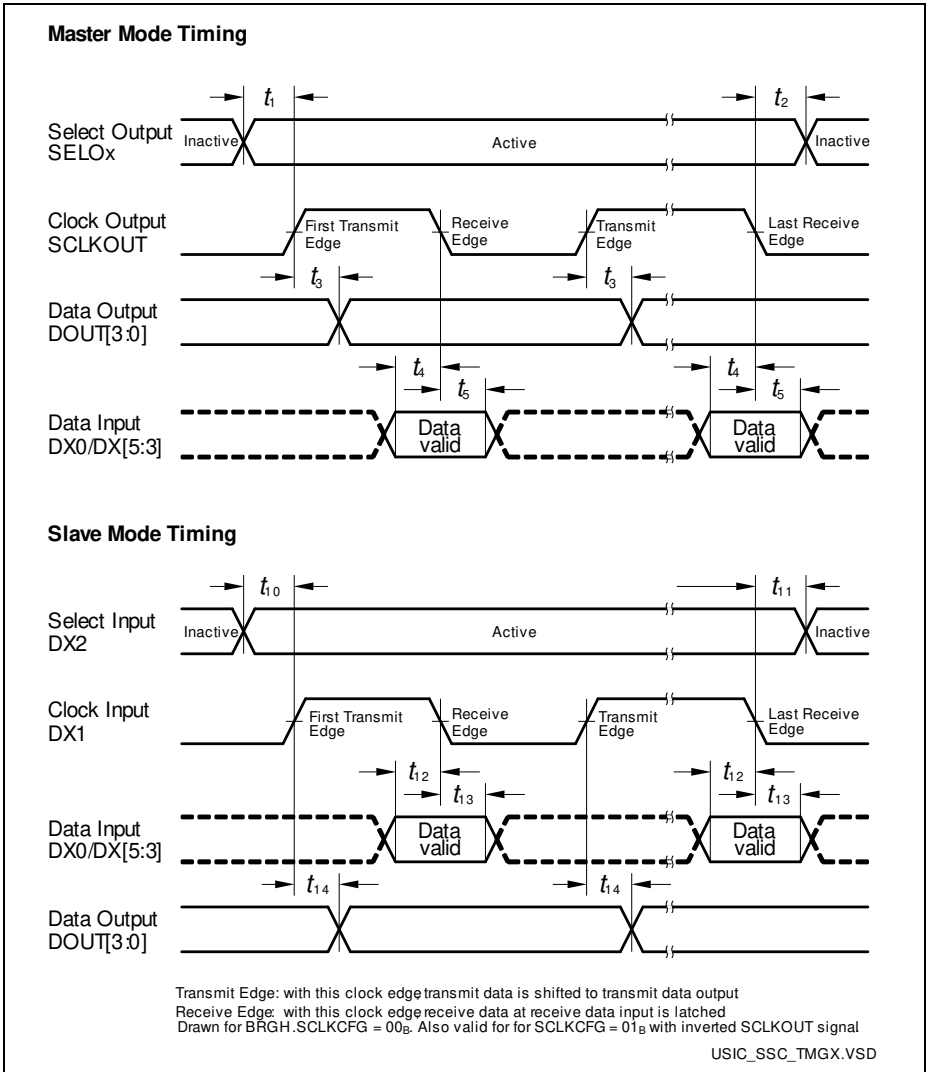 Master Mode Timing
t1
t2
Select Output
SELOx
Inactive
Active
Inactive
Clock Output
SCLKOUT
First Transmit
Edge
Receive
Edge
Transmit
Edge
Last Receive
Edge
t3
t3
Data Output
DOUT[3:0]
t4
t5
t4
t5
Data Input
DX0/DX[5:3]
Data
valid
Data
valid
Slave Mode Timing
t10
t11
Select Input
DX2
Inactive
Active
Inactive
Clock Input
DX1
First Transmit
Edge
Receive
Edge
Transmit
Edge
Last Receive
Edge
t12
t13
t12
t13
Data Input
DX0/DX[5:3]
Data
valid
Data
valid
t14
t14
Data Output
DOUT[3:0]
Transmit Edge: with this clock edge, transmit data is shifted to transmit data output
Receive Edge: with this clock edge, receive data at receive data input is latched
Drawn for BRGH.SCLKCFG = 00B. Also valid for for SCLKCFG = 01B with inverted SCLKOUT signal.
USIC_SSC_TMGX.VSD